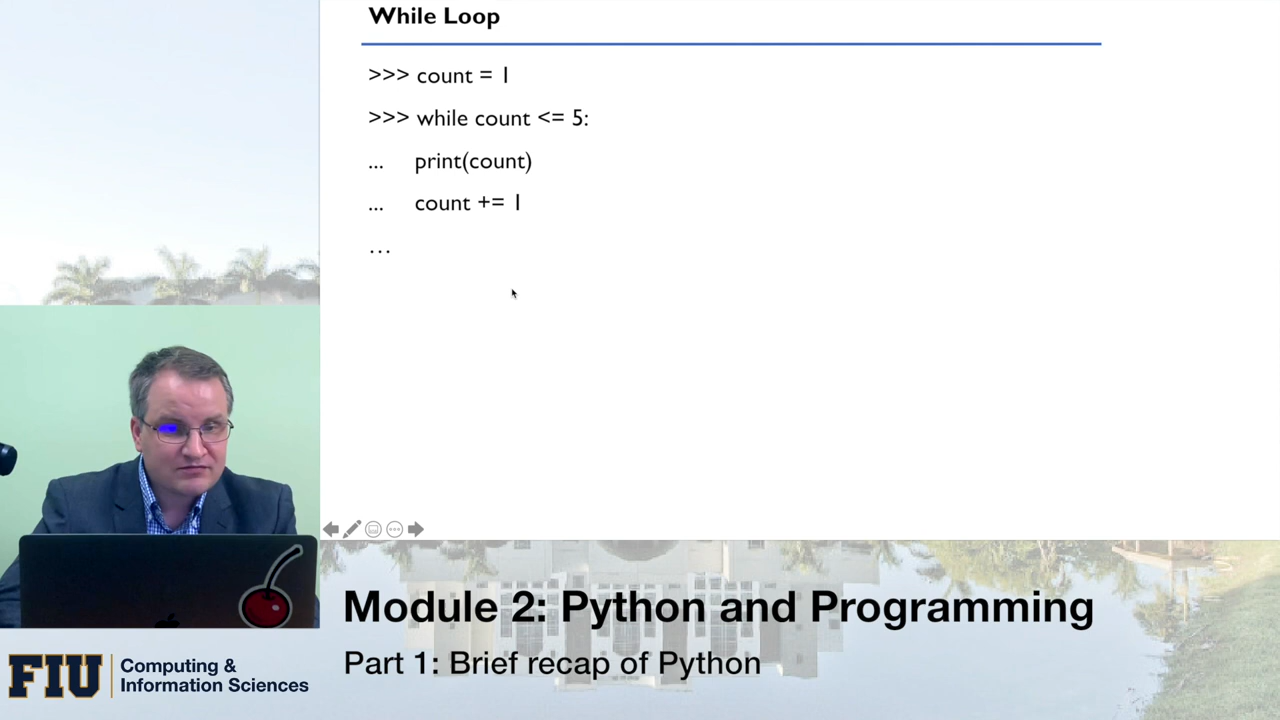 While Loop
>>> count = 1
>>> while count <= 5:
... print(count)
... count += 1
…
Module 2: Python and Programming
Part 1: Brief recap of Python
FIU
Computing &
Information Sciences